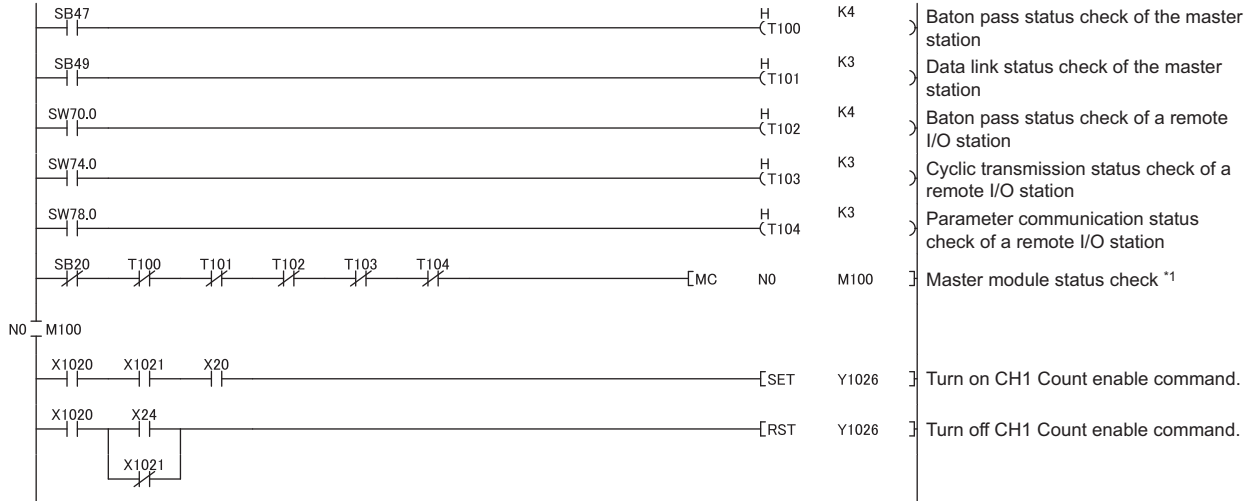 SB47 H K4
(T100 ) Baton pass status check of the master
station
SB49 H K3
(T101 ) Data link status check of the master
station
SW70.0 H K4
(T102 ) Baton pass status check of a remote
I/O station
SW74.0 H K3
(T103 ) Cyclic transmission status check of a
remote I/O station
SW78.0 H K3
(T104 ) Parameter communication status
check of a remote I/O station
SB20 T100 T101 T102 T103 T104
[MC N0 M100 ] Master module status check *1
N0 M100
X1020 X1021 X20
[SET Y1026 ] Turn on CH1 Count enable command.
X1020 X24
[RST Y1026 ] Turn off CH1 Count enable command.
X1021